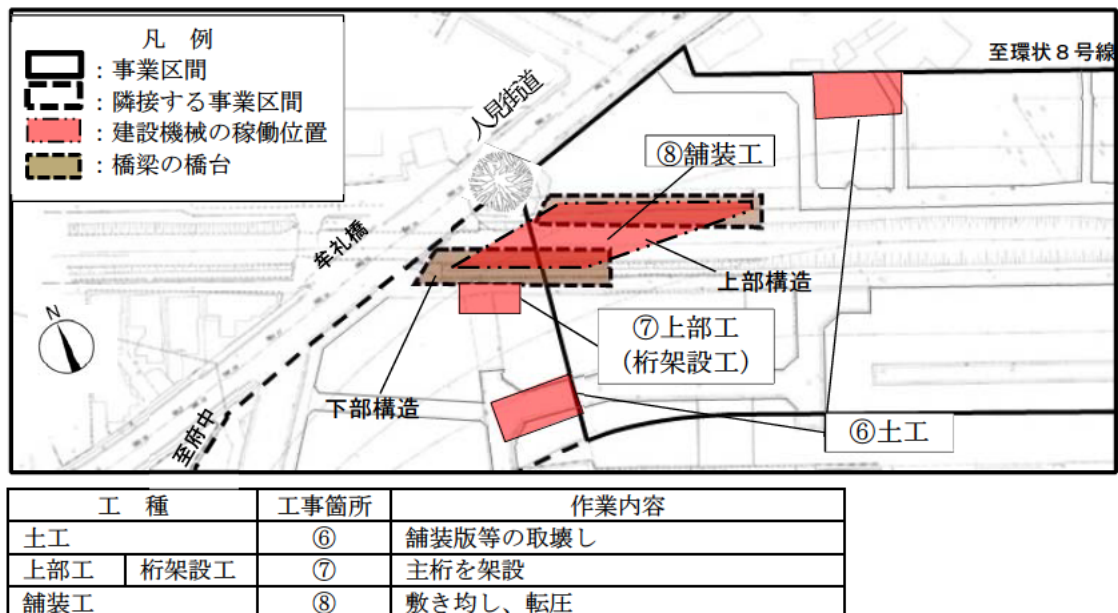 凡 例
：事業区間
：隣接する事業区間
：建設機械の稼働位置
：橋梁の橋台
至環状８号線
人見街道
⑧舗装工
牟礼橋
上部構造
N
⑦上部工
（桁架設工）
下部構造
⑥土工
至府中
工 種 工事箇所 作業内容
土工 ⑥ 舗装版等の取壊し
上部工 桁架設工 ⑦ 主桁を架設
舗装工 ⑧ 敷き均し、転圧